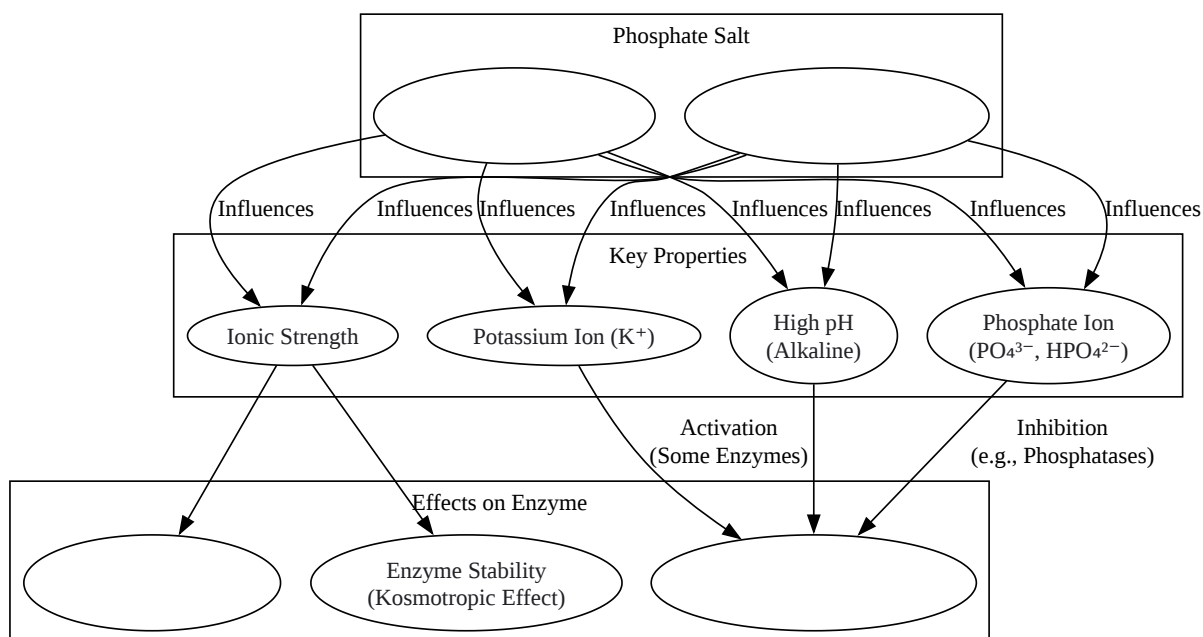 Phosphate Salt
Influences
Influences
Influences
Influences
Influences
Influences
Influences
Influences
Key Properties
Ionic Strength
Potassium Ion (K⁺)
High pH
(Alkaline)
Phosphate Ion
(PO₄³⁻, HPO₄²⁻)
Activation
(Some Enzymes)
Inhibition
(e.g., Phosphatases)
Effects on Enzyme
Enzyme Stability
(Kosmotropic Effect)